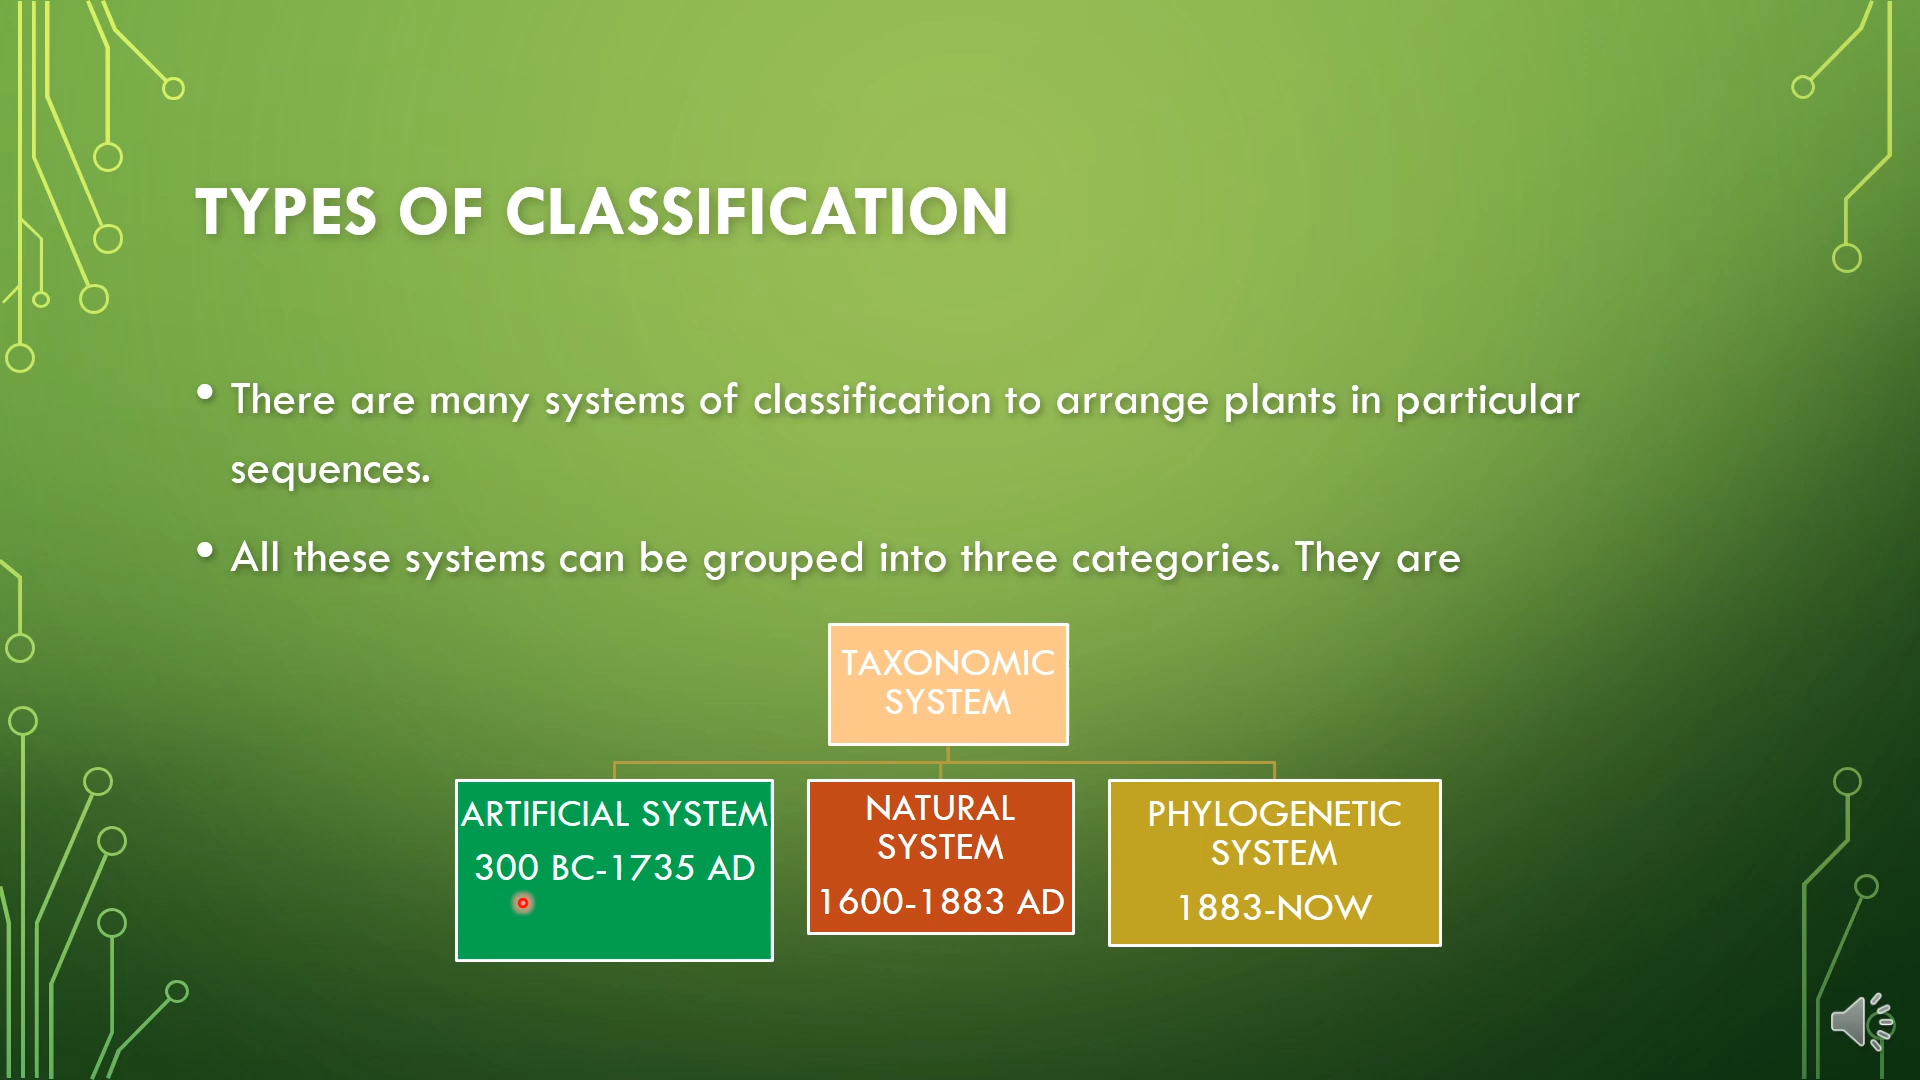 TYPES OF CLASSIFICATION
• There are many systems of classification to arrange plants in particular
sequences.
• All these systems can be grouped into three categories. They are
TAXONOMIC
SYSTEM
ARTIFICIAL SYSTEM
300 BC-1735 AD
NATURAL
SYSTEM
1600-1883 AD
PHYLOGENETIC
SYSTEM
1883-NOW